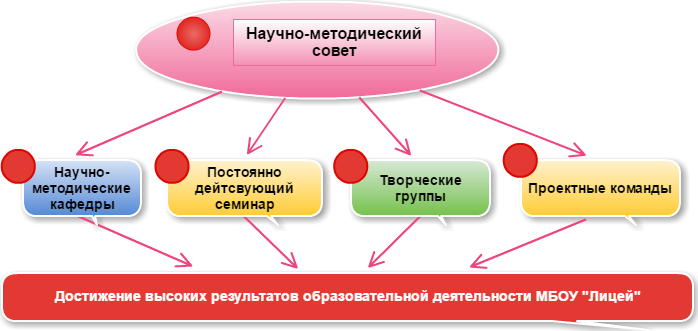 Научно-методический
совет
Научно-
методические
кафедры
Постоянно
дейтсвующий
семинар
Творческие
группы
Проектные команды
Достижение высоких результатов образовательной деятельности МБОУ "Лицей"